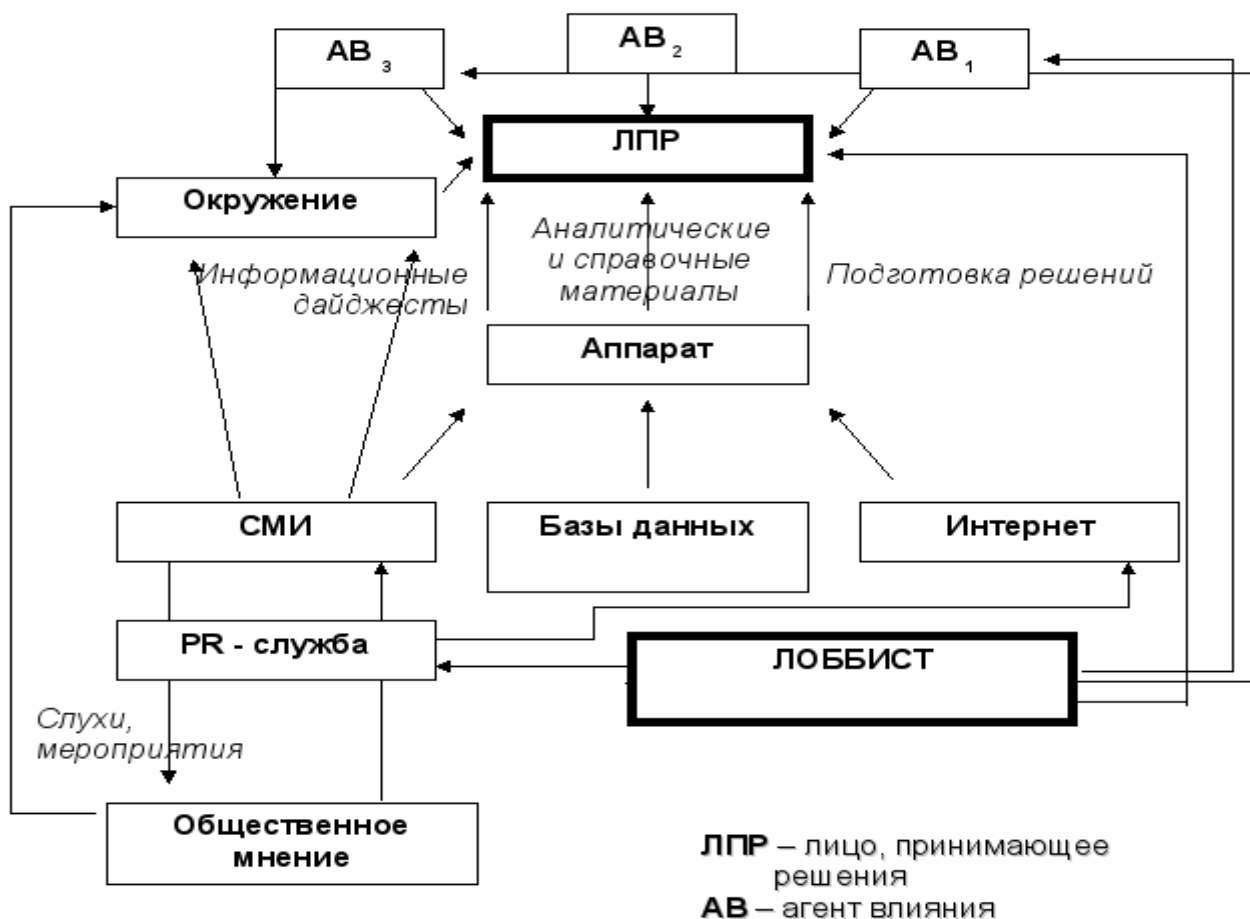 АВ 3
АВ 2
АВ 1
ЛПР
Окружение
Аналитические
и справочные
материалы
Информационные
дайджесты
Подготовка решений
Аппарат
СМИ
Базы данных
Интернет
PR - служба
ЛОББИСТ
Слухи,
мероприятия
Общественное
мнение
ЛПР – лицо, принимающее
решения
АВ – агент влияния